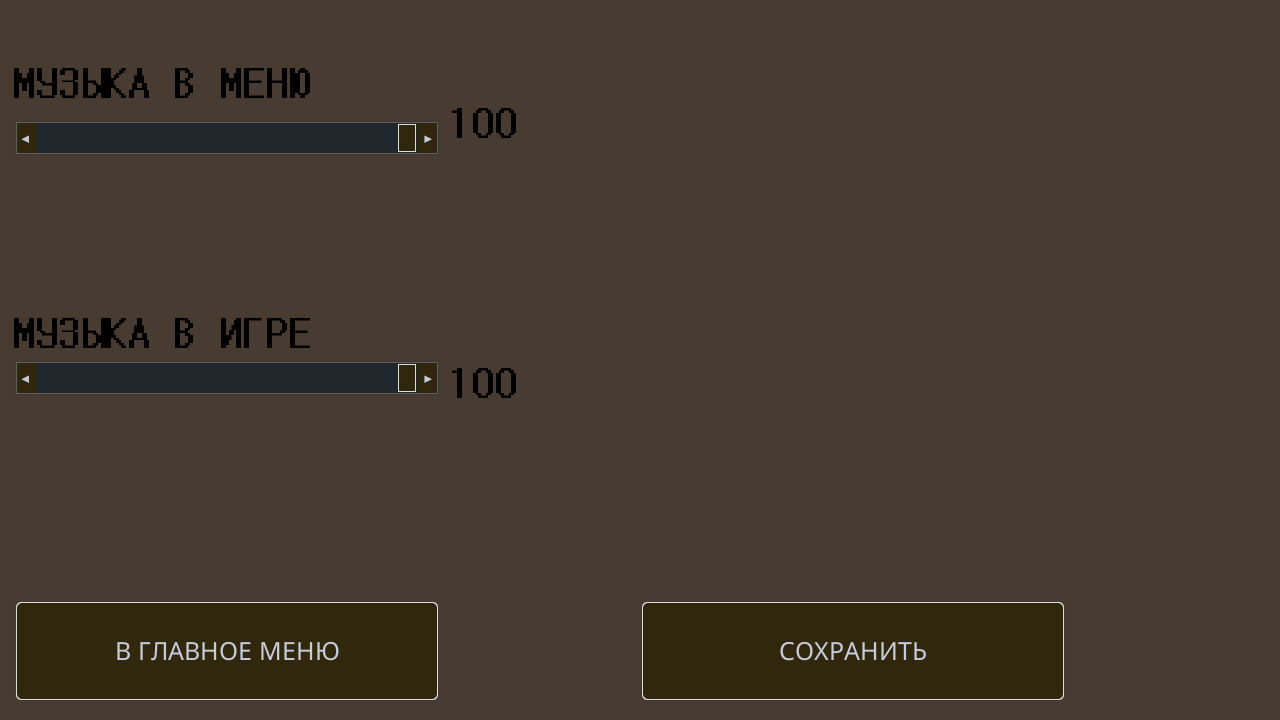 МУЗЫКА В МЕНЮ
100
МУЗЫКА В ИГРЕ
100
В ГЛАВНОЕ МЕНЮ
СОХРАНИТЬ